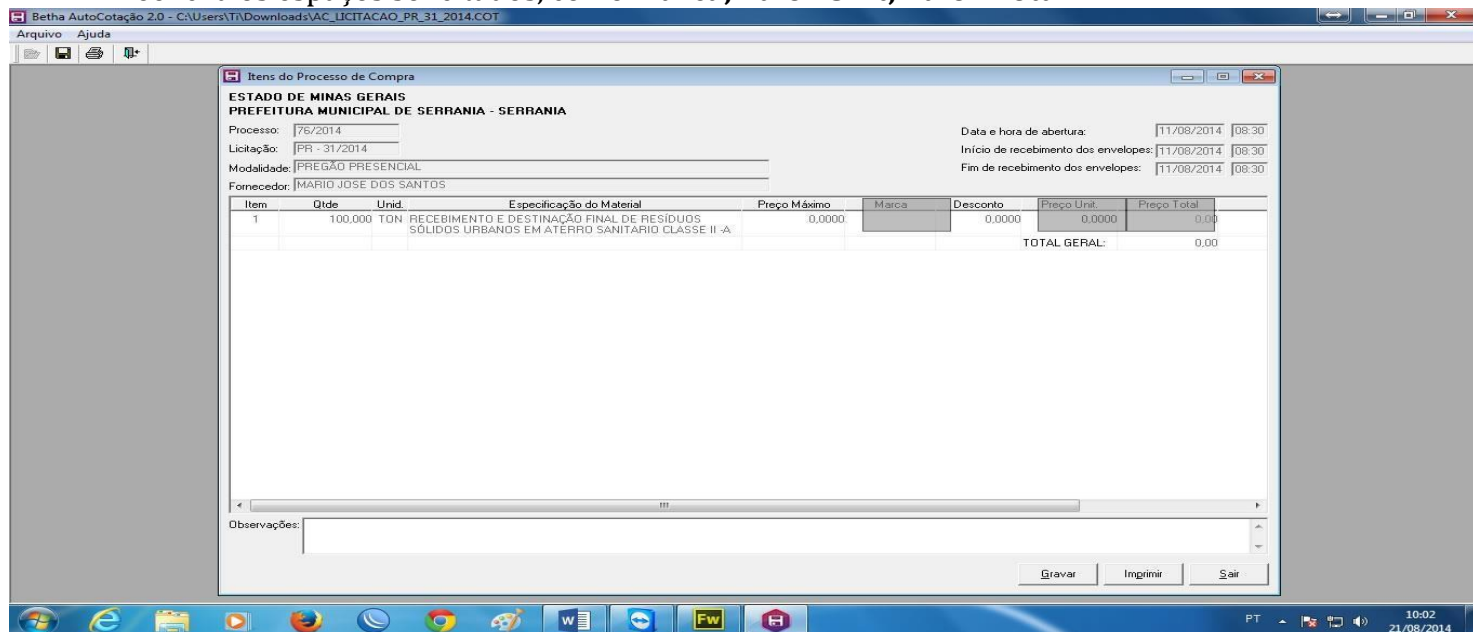 Betha AutoCotação 2.0 - C:\Users\Ti\Downloads\AC_LICITACAO_PR_31_2014.COT
Arquivo Ajuda
Itens do Processo de Compra
ESTADO DE MINAS GERAIS
PREFEITURA MUNICIPAL DE SERRANIA - SERRANIA
Processo: 76/2014
Data e hora de abertura: 11/08/2014 08:30
Licitação: PR - 31/2014
Início de recebimento dos envelopes: 11/08/2014 08:30
Modalidade: PREGÃO PRESENCIAL
Fim de recebimento dos envelopes: 11/08/2014 08:30
Fornecedor: MARIO JOSE DOS SANTOS
Item Qtde Unid. Especificação do Material Preço Máximo Marca Desconto Preço Unit. Preço Total
1 100,000 TON RECEBIMENTO E DESTINAÇÃO FINAL DE RESÍDUOS 0,0000 0,0000 0,0000 0,00
SÓLIDOS URBANOS EM ATERRO SANITARIO CLASSE II -A
TOTAL GERAL: 0,00
Observações:
Gravar Imprimir Sair
W Fw
PT 10:02
21/08/2014